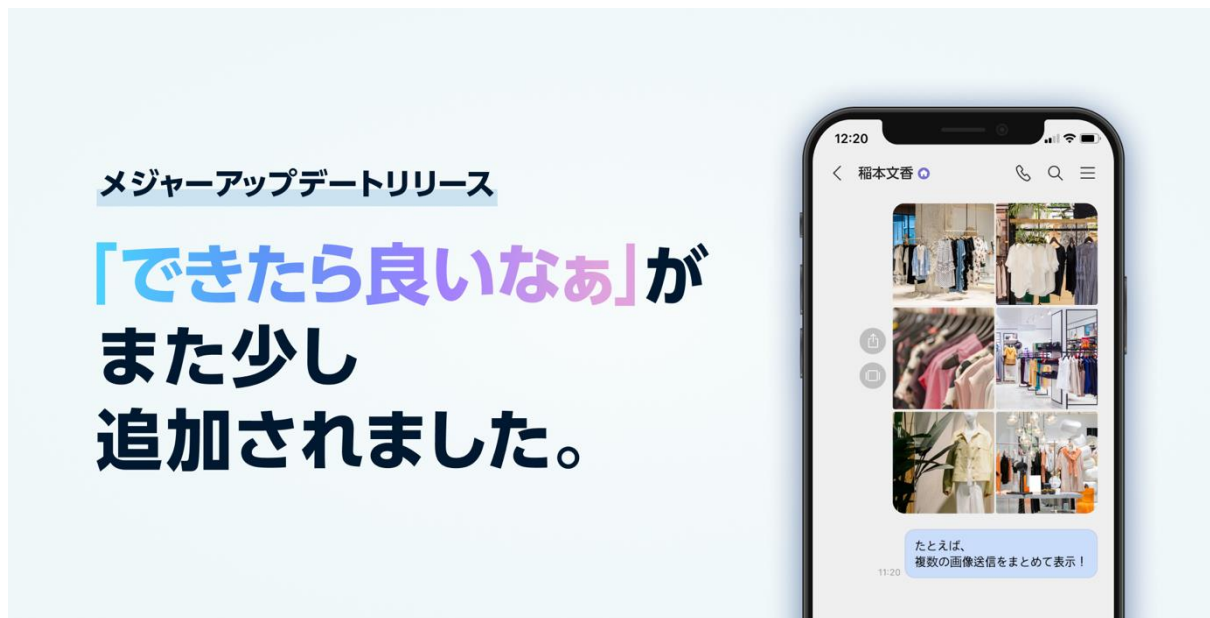 メジャーアップデートリリース
「できたら良いなぁ」が
また少し
追加されました。
12:20
稲本文香
たとえば、
複数の画像送信をまとめて表示！
11:20